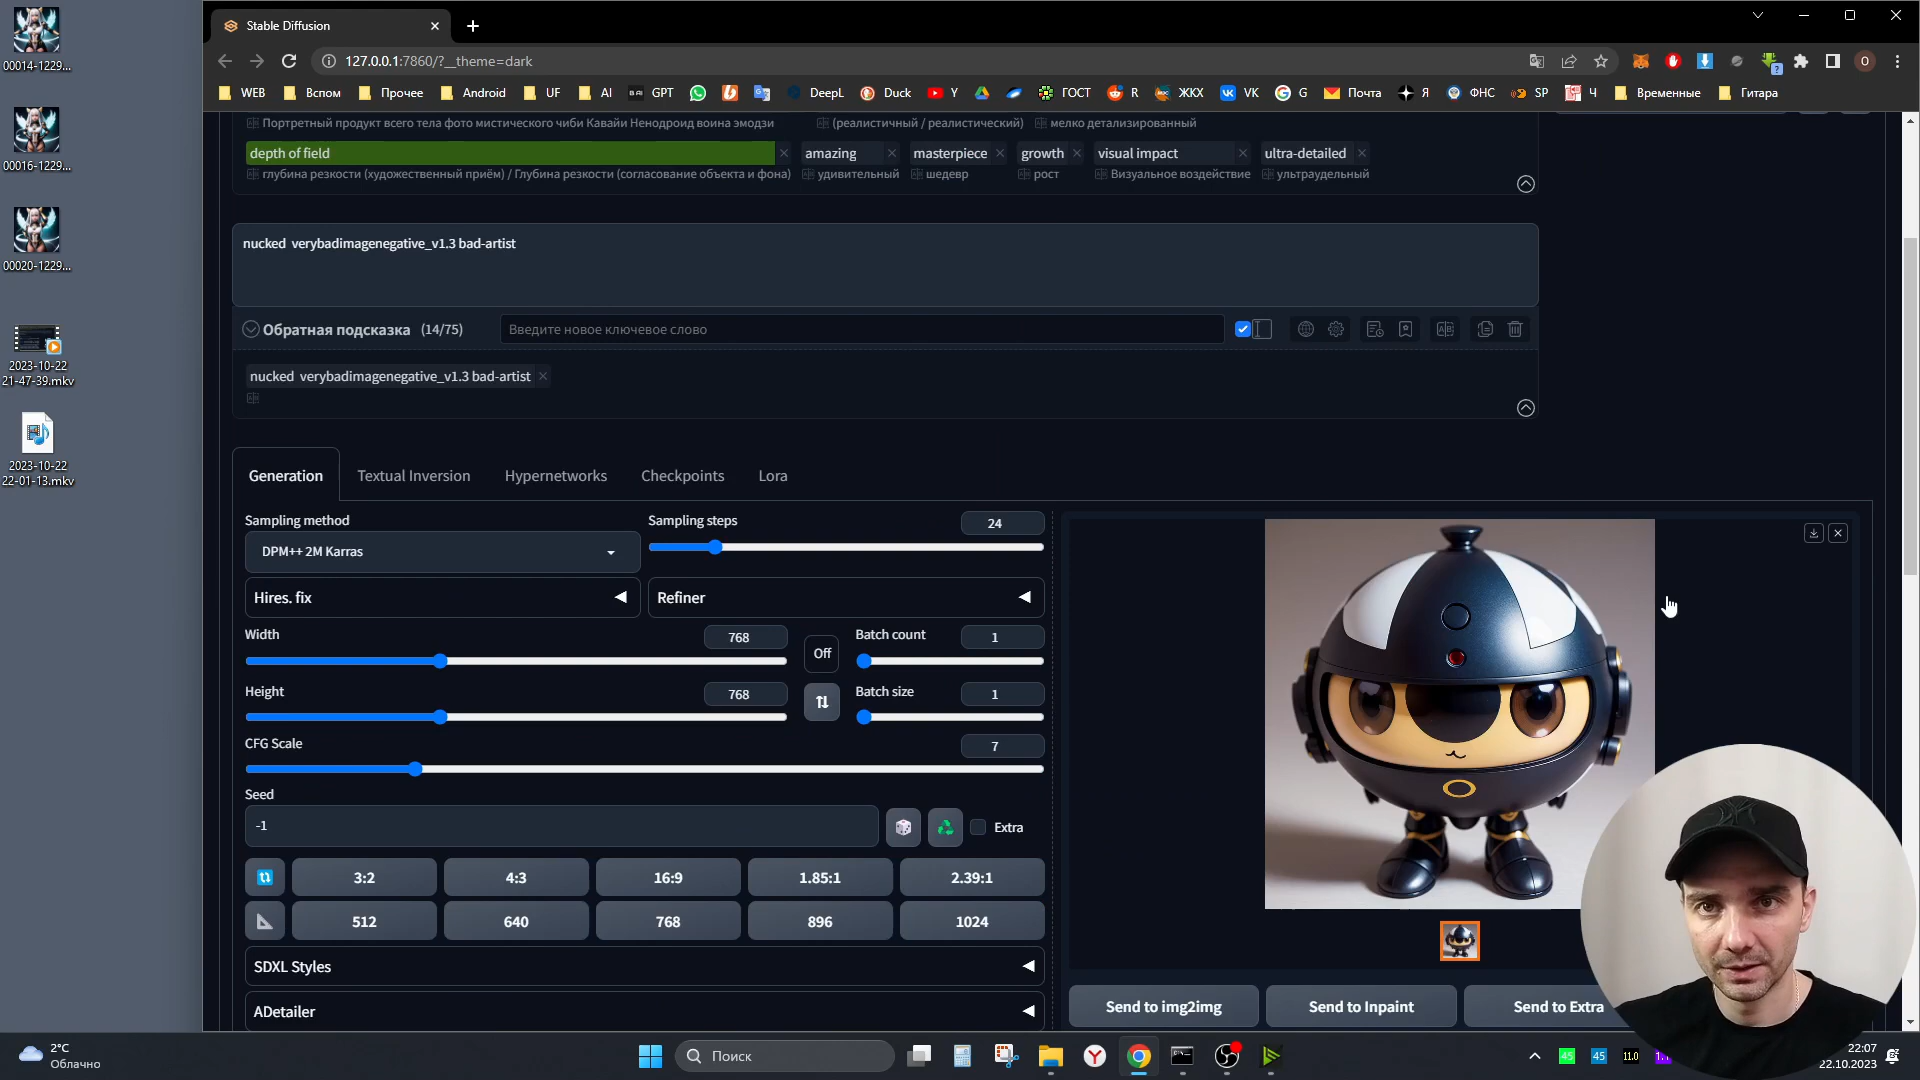 00014-1229...
00016-1229...
00020-1229...
2023-10-22
21-47-39.mkv
2023-10-22
22-01-13.mkv
Stable Diffusion
127.0.0.1:7860/?__theme=dark
WEB Вспом Прочее Android UF AI GPT DeepL Duck Y ГОСТ R ЖКХ VK G Почта Я ФНС SP Ч Временные Гитара
Портретный продукт всего тела фото мистического чиби Кавайи Ненодроид воина эмодзи (реалистичный / реалистический) мелко детализированный
depth of field amazing masterpiece growth visual impact ultra-detailed
глубина резкости (художественный приём) / Глубина резкости (согласование объекта и фона) удивительный шедевр рост Визуальное воздействие ультраудельный
nucked verybadimagenegative_v1.3 bad-artist
Обратная подсказка (14/75) Введите новое ключевое слово
nucked verybadimagenegative_v1.3 bad-artist
Generation Textual Inversion Hypernetworks Checkpoints Lora
Sampling method
DPM++ 2M Karras
Sampling steps 24
Hires. fix Refiner
Width 768
Off
Batch count 1
Height 768
Batch size 1
CFG Scale 7
Seed
-1
Extra
3:2 4:3 16:9 1.85:1 2.39:1
512 640 768 896 1024
SDXL Styles
ADetailer
Send to img2img Send to Inpaint Send to Extra
2°C
Облачно
Поиск
45 45 11.0
22:07
22.10.2023